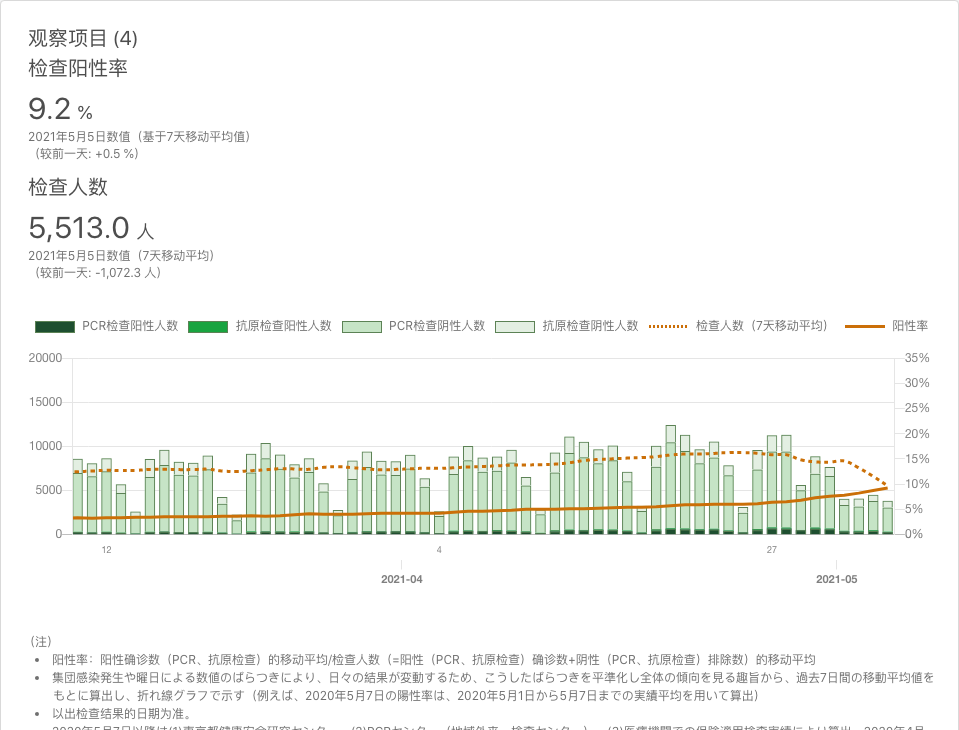 观察项目 (4)
检查阳性率
9.2 %
2021年5月5日数值（基于7天移动平均值）
（较前一天: +0.5 %）
检查人数
5,513.0 人
2021年5月5日数值（7天移动平均）
（较前一天: -1,072.3 人）
PCR检查阳性人数 抗原检查阳性人数 PCR检查阴性人数 抗原检查阴性人数 检查人数（7天移动平均） 阳性率
20000 35%
30%
15000 25%
20%
10000 15%
5000 10%
5%
0 0%
12 4 27
2021-04 2021-05
(注)
• 阳性率：阳性确诊数（PCR、抗原检查）的移动平均/检查人数（=阳性（PCR、抗原检查）确诊数+阴性（PCR、抗原检查）排除数）的移动平均
• 集団感染発生や曜日による数値のばらつきにより、日々の結果が変動するため、こうしたばらつきを平準化し全体の傾向を見る趣旨から、過去7日間の移動平均値を
もとに算出し、折れ線グラフで示す（例えば、2020年5月7日の陽性率は、2020年5月1日から5月7日までの実績平均を用いて算出）
• 以出检查结果的日期为准。